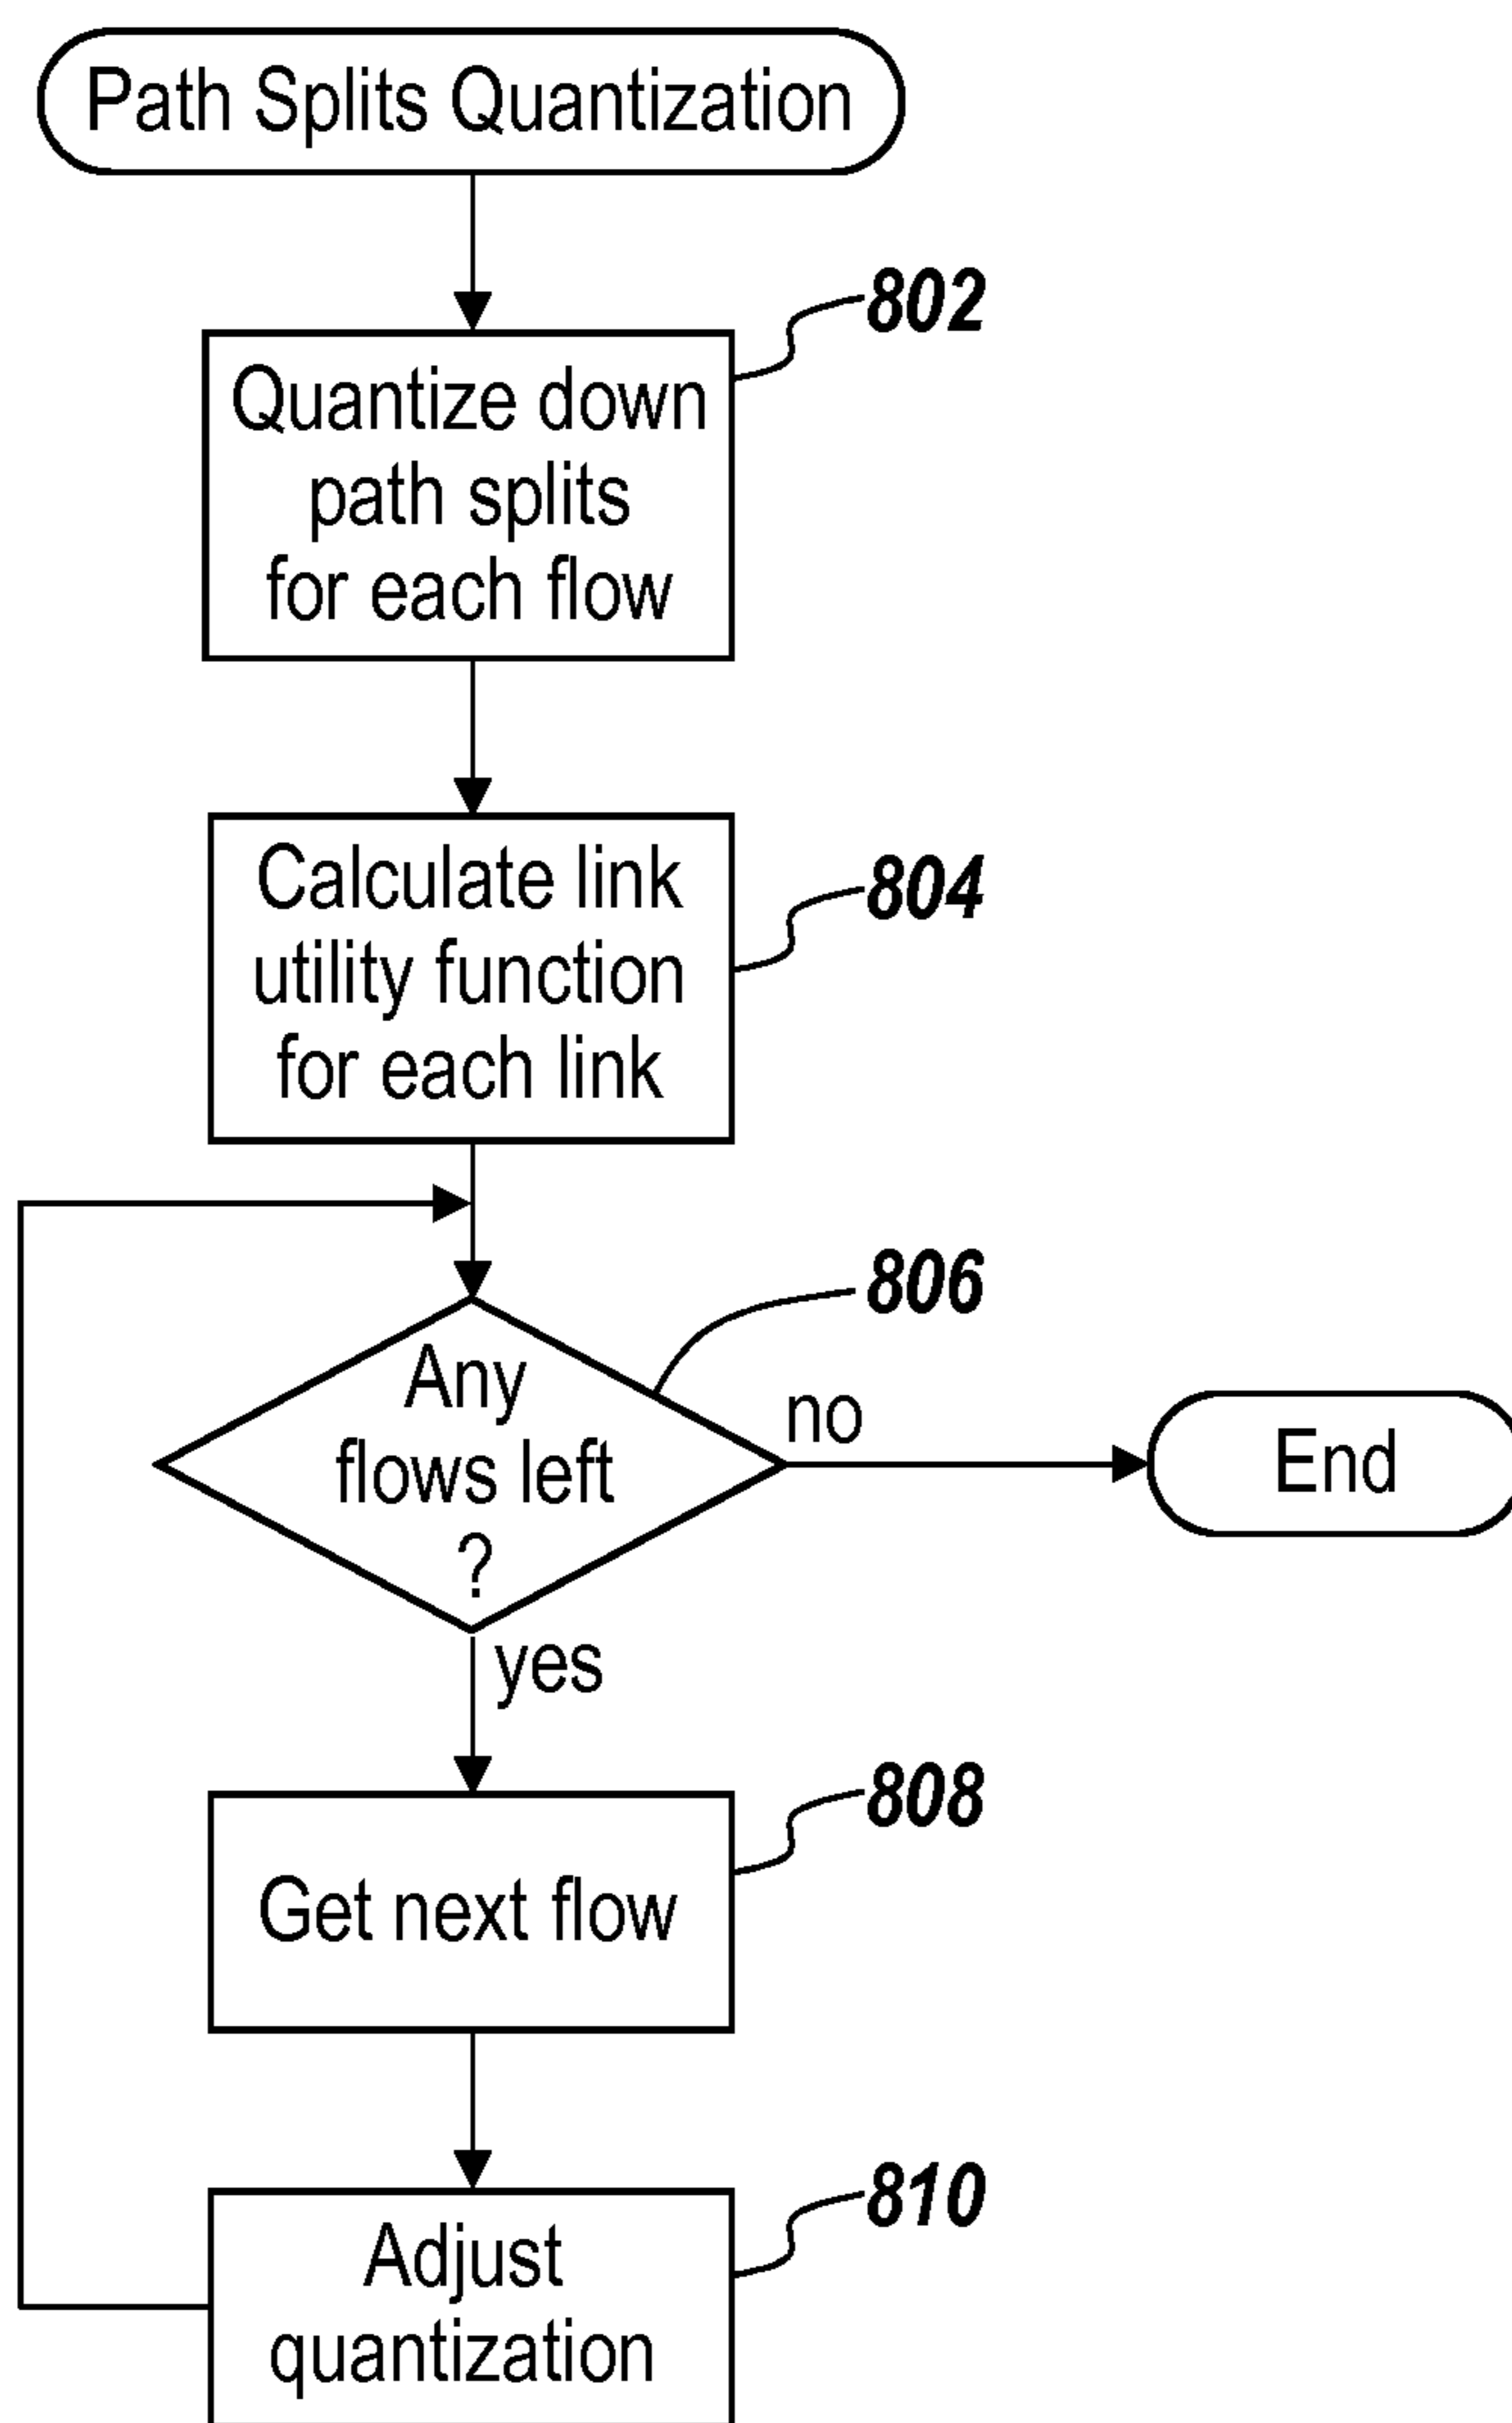 Path Splits Quantization
802
Quantize down
path splits
for each flow
804
Calculate link
utility function
for each link
806
Any
flows left
?
no
End
yes
808
Get next flow
810
Adjust
quantization